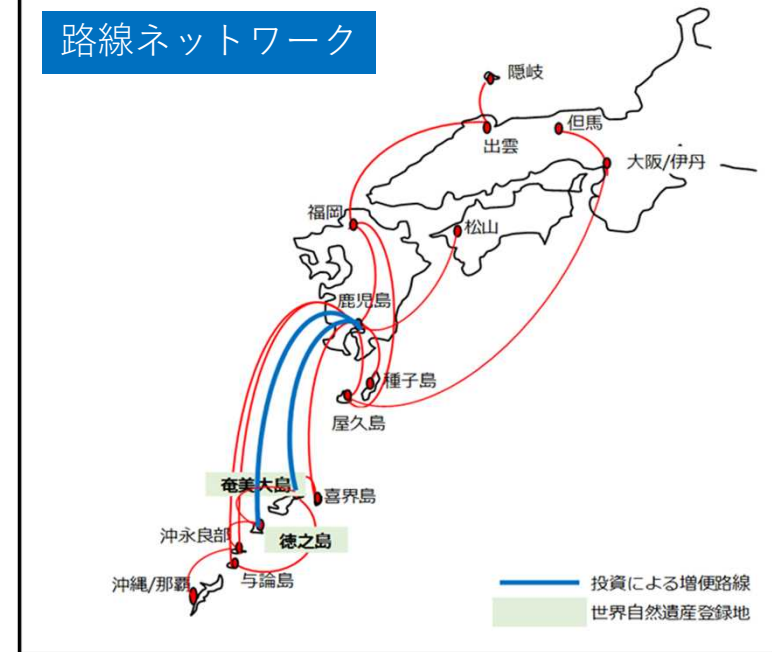 路線ネットワーク
隠岐
但馬
出雲
大阪/伊丹
福岡
松山
鹿児島
種子島
屋久島
奄美大島
喜界島
沖永良部
徳之島
与論島
沖縄/那覇
投資による増便路線
世界自然遺産登録地